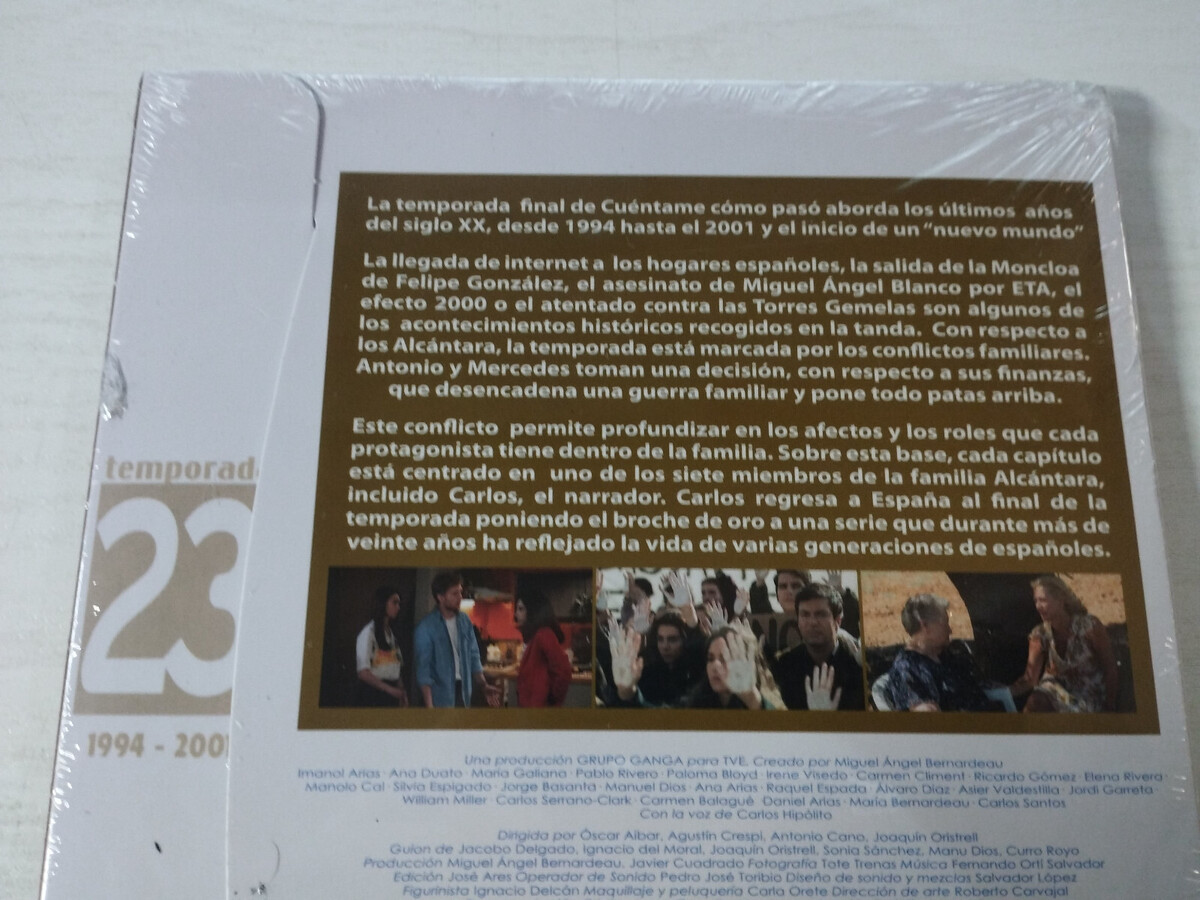 La temporada final de Cuéntame cómo pasó aborda los últimos años
del siglo XX, desde 1994 hasta el 2001 y el inicio de un "nuevo mundo"
La llegada de internet a los hogares españoles, la salida de la Moncloa
de Felipe González, el asesinato de Miguel Ángel Blanco por ETA, el
efecto 2000 o el atentado contra las Torres Gemelas son algunos de
los acontecimientos históricos recogidos en la tanda. Con respecto a
los Alcántara, la temporada está marcada por los conflictos familiares.
Antonio y Mercedes toman una decisión, con respecto a sus finanzas,
que desencadena una guerra familiar y pone todo patas arriba.
Este conflicto permite profundizar en los afectos y los roles que cada
protagonista tiene dentro de la familia. Sobre esta base, cada capítulo
está centrado en uno de los siete miembros de la familia Alcántara,
incluido Carlos, el narrador. Carlos regresa a España al final de la
temporada poniendo el broche de oro a una serie que durante más de
veinte años ha reflejado la vida de varias generaciones de españoles.
temporada
23
1994 - 2001
Una producción GRUPO GANGA para TVE. Creado por Miguel Ángel Bernardeau
Imanol Arias · Ana Duato · María Galiana · Pablo Rivero · Paloma Bloyd · Irene Visedo · Carmen Climent · Ricardo Gómez · Elena Rivera
Manolo Cal · Silvia Espigado · Jorge Basanta · Manuel Dios · Ana Arias · Raquel Espada · Álvaro Díaz · Asier Valdestilla · Jordi Garreta
William Miller · Carlos Serrano-Clark · Carmen Balagué · Daniel Arias · María Bernardeau · Carlos Santos
Con la voz de Carlos Hipólito
Dirigida por Óscar Aibar, Agustín Crespi, Antonio Cano, Joaquín Oristrell
Guion de Jacobo Delgado, Ignacio del Moral, Joaquín Oristrell, Sonia Sánchez, Manu Dios, Curro Royo
Producción Miguel Ángel Bernardeau, Javier Cuadrado Fotografía Tote Trenas Música Fernando Ortí Salvador
Edición José Ares Operador de Sonido Pedro José Toribio Diseño de sonido y mezclas Salvador López
Figurinista Ignacio Delcán Maquillaje y peluquería Carla Orete Dirección de arte Roberto Carvajal